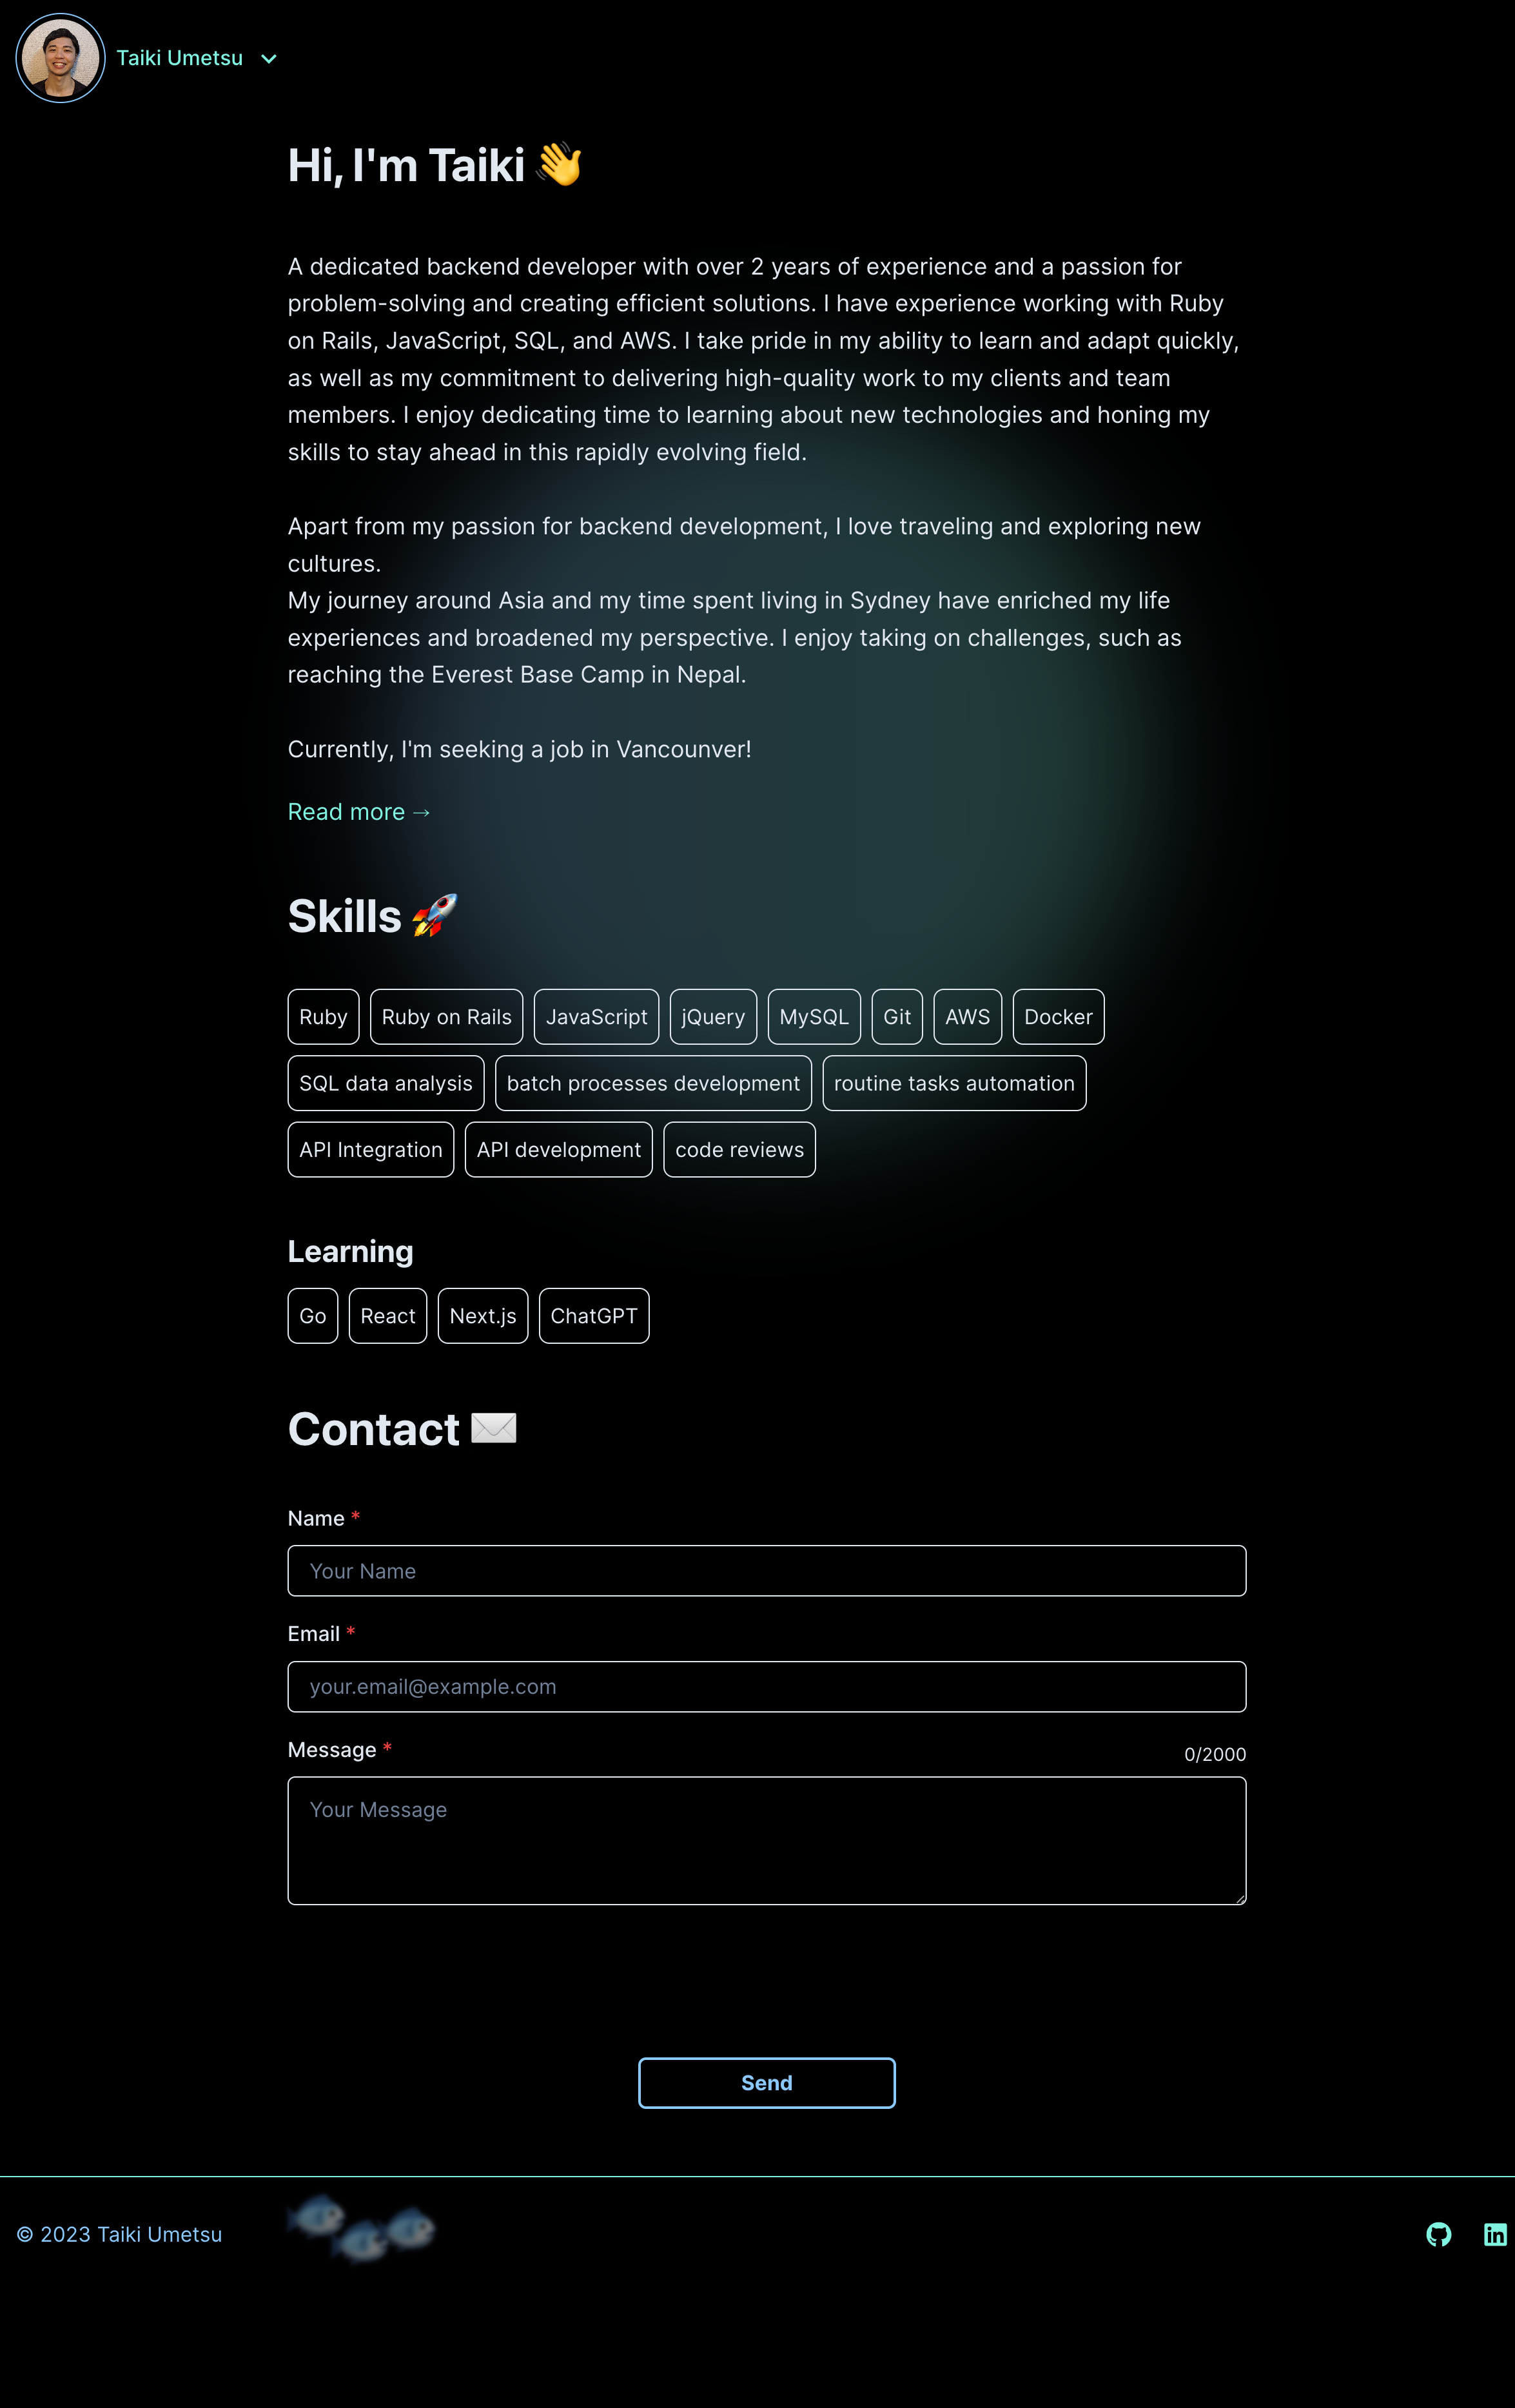 Taiki Umetsu
Hi, I'm Taiki 👋
A dedicated backend developer with over 2 years of experience and a passion for
problem-solving and creating efficient solutions. I have experience working with Ruby
on Rails, JavaScript, SQL, and AWS. I take pride in my ability to learn and adapt quickly,
as well as my commitment to delivering high-quality work to my clients and team
members. I enjoy dedicating time to learning about new technologies and honing my
skills to stay ahead in this rapidly evolving field.
Apart from my passion for backend development, I love traveling and exploring new
cultures.
My journey around Asia and my time spent living in Sydney have enriched my life
experiences and broadened my perspective. I enjoy taking on challenges, such as
reaching the Everest Base Camp in Nepal.
Currently, I'm seeking a job in Vancounver!
Read more →
Skills 🚀
Ruby Ruby on Rails JavaScript jQuery MySQL Git AWS Docker
SQL data analysis batch processes development routine tasks automation
API Integration API development code reviews
Learning
Go React Next.js ChatGPT
Contact ✉️
Name *
Your Name
Email *
your.email@example.com
Message * 0/2000
Your Message
Send
© 2023 Taiki Umetsu